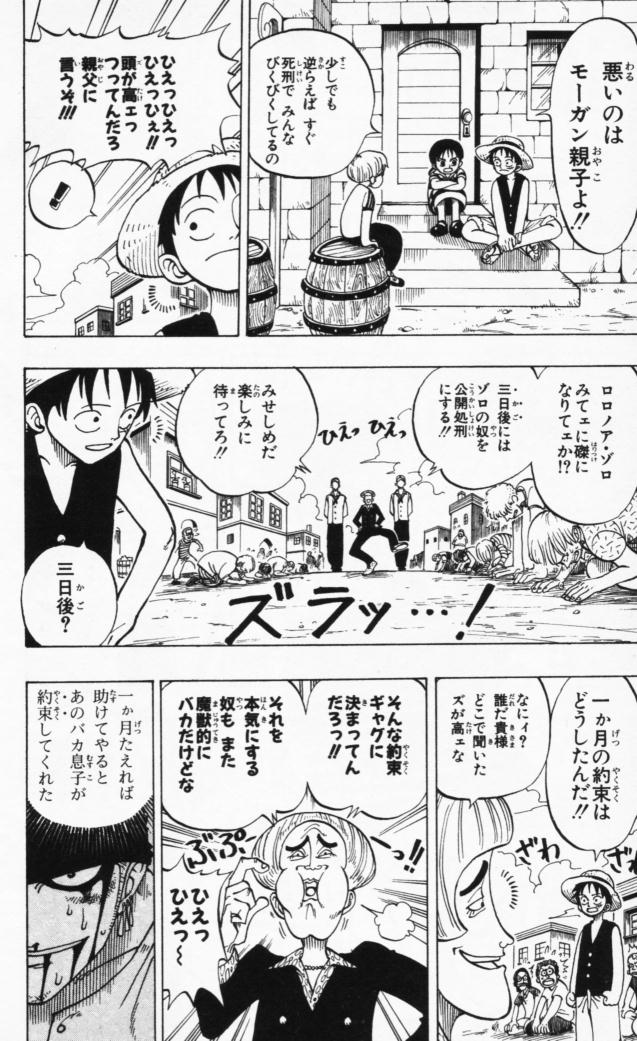 悪いのは
モーガン親子よ!!
少しでも
逆らえば すぐ
死刑で みんな
びくびくしてるの
ひえっひえっ
ひえっひえっ!!
頭が高ェっ
つってんだろ
親父に
言うぞ!!!
!!
ロロノア・ゾロ
みてェに磔に
なりてェか!?
三日後には
ゾロの奴を
公開処刑
にする!!
ひえっ ひえっ
みせしめだ
楽しみに
待ってろ!!
三日後?
ズラッ…!
一か月の約束は
どうしたんだ!!
なにィ?
誰だ貴様
どこで聞いた
ズが高ェな
ざわ
ざわ
そんな約束
ギャグに
決まってん
だろっ!!
それを
本気にする
奴も また
魔獣的に
バカだけどな
ぶぷーっ!!
ひえっ
ひえっ〜
一か月たえれば
助けてやると
あのバカ息子が
約束してくれた